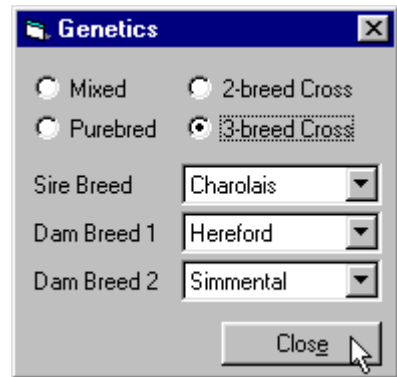 Genetics
Mixed 2-breed Cross
Purebred 3-breed Cross
Sire Breed Charolais
Dam Breed 1 Hereford
Dam Breed 2 Simmental
Close